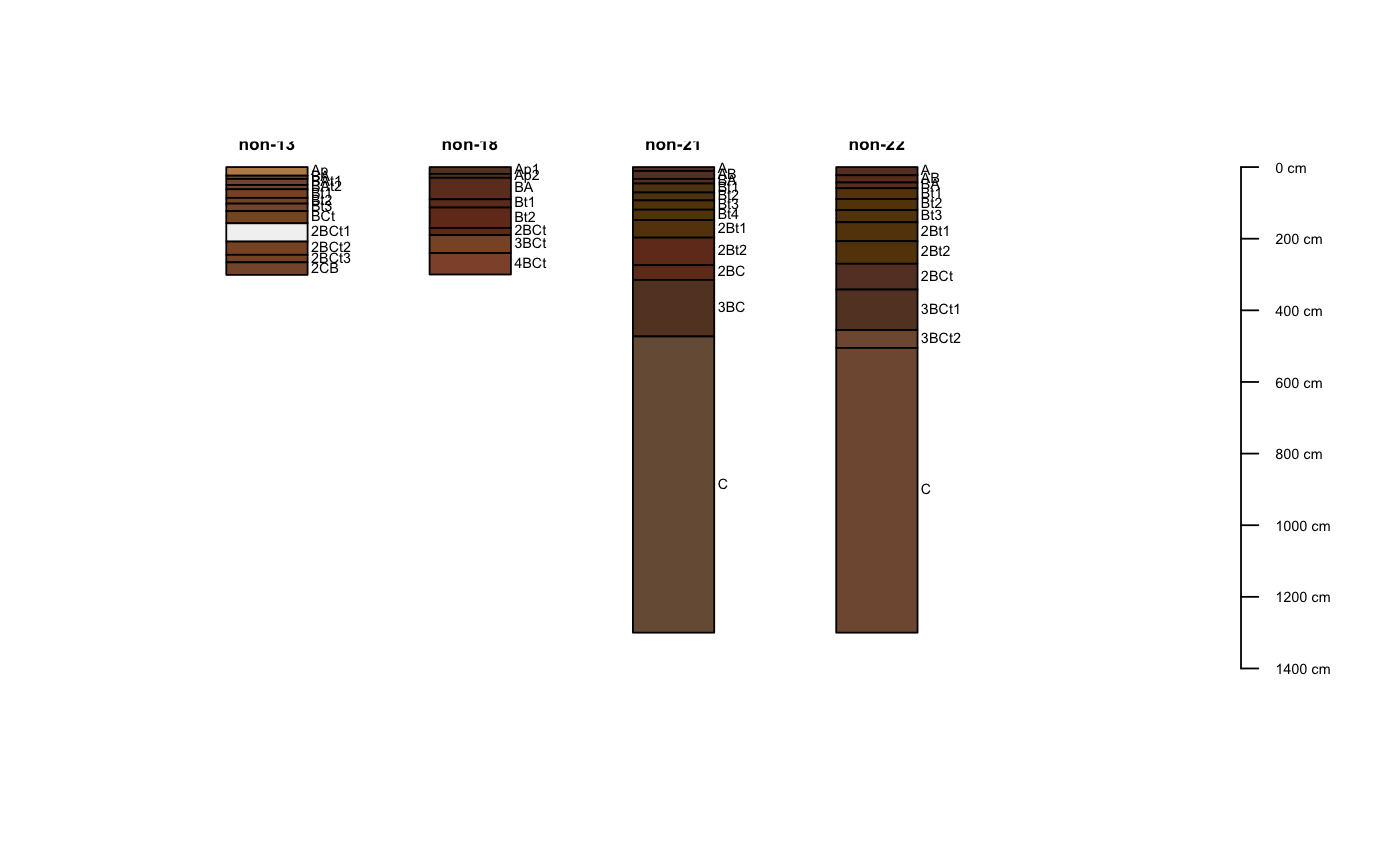 non-13
non-18
non-21
non-22
Ap
BA
BAt1
BAt2
Bt1
Bt2
Bt3
BCt
2BCt1
2BCt2
2BCt3
2CB
Ap1
Ap2
BA
Bt1
Bt2
2BCt
3BCt
4BCt
A
AB
BA
Bt1
Bt2
Bt3
Bt4
2Bt1
2Bt2
2BC
3BC
C
A
AB
BA
Bt1
Bt2
Bt3
2Bt1
2Bt2
2BCt
3BCt1
3BCt2
C
0 cm
200 cm
400 cm
600 cm
800 cm
1000 cm
1200 cm
1400 cm